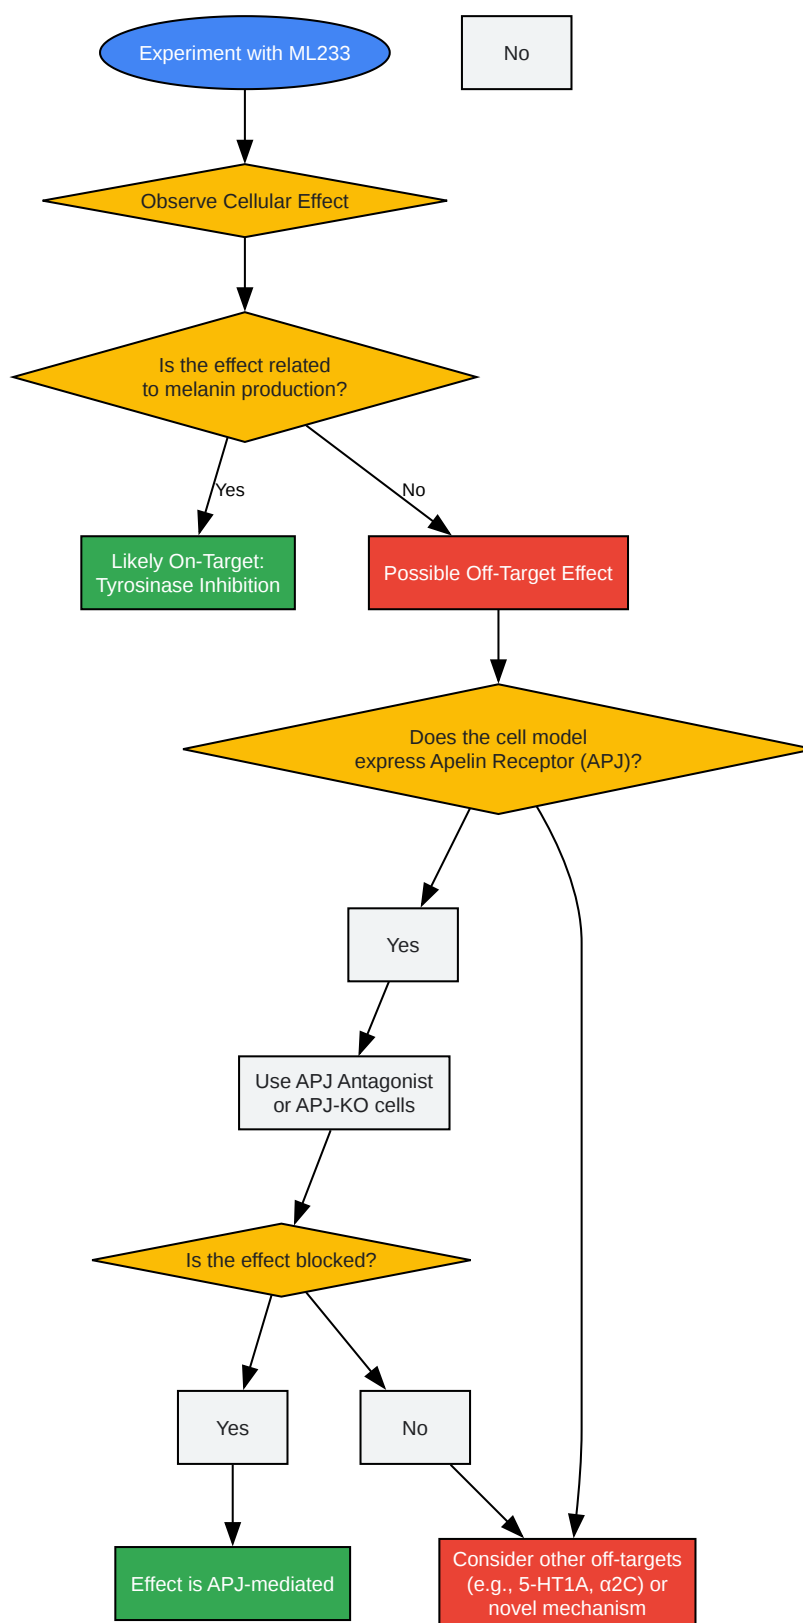 Experiment with ML233
No
Observe Cellular Effect
Is the effect related
to melanin production?
Yes
No
Likely On-Target:
Tyrosinase Inhibition
Possible Off-Target Effect
Does the cell model
express Apelin Receptor (APJ)?
Yes
Use APJ Antagonist
or APJ-KO cells
Is the effect blocked?
Yes
No
Effect is APJ-mediated
Consider other off-targets
(e.g., 5-HT1A, α2C) or
novel mechanism